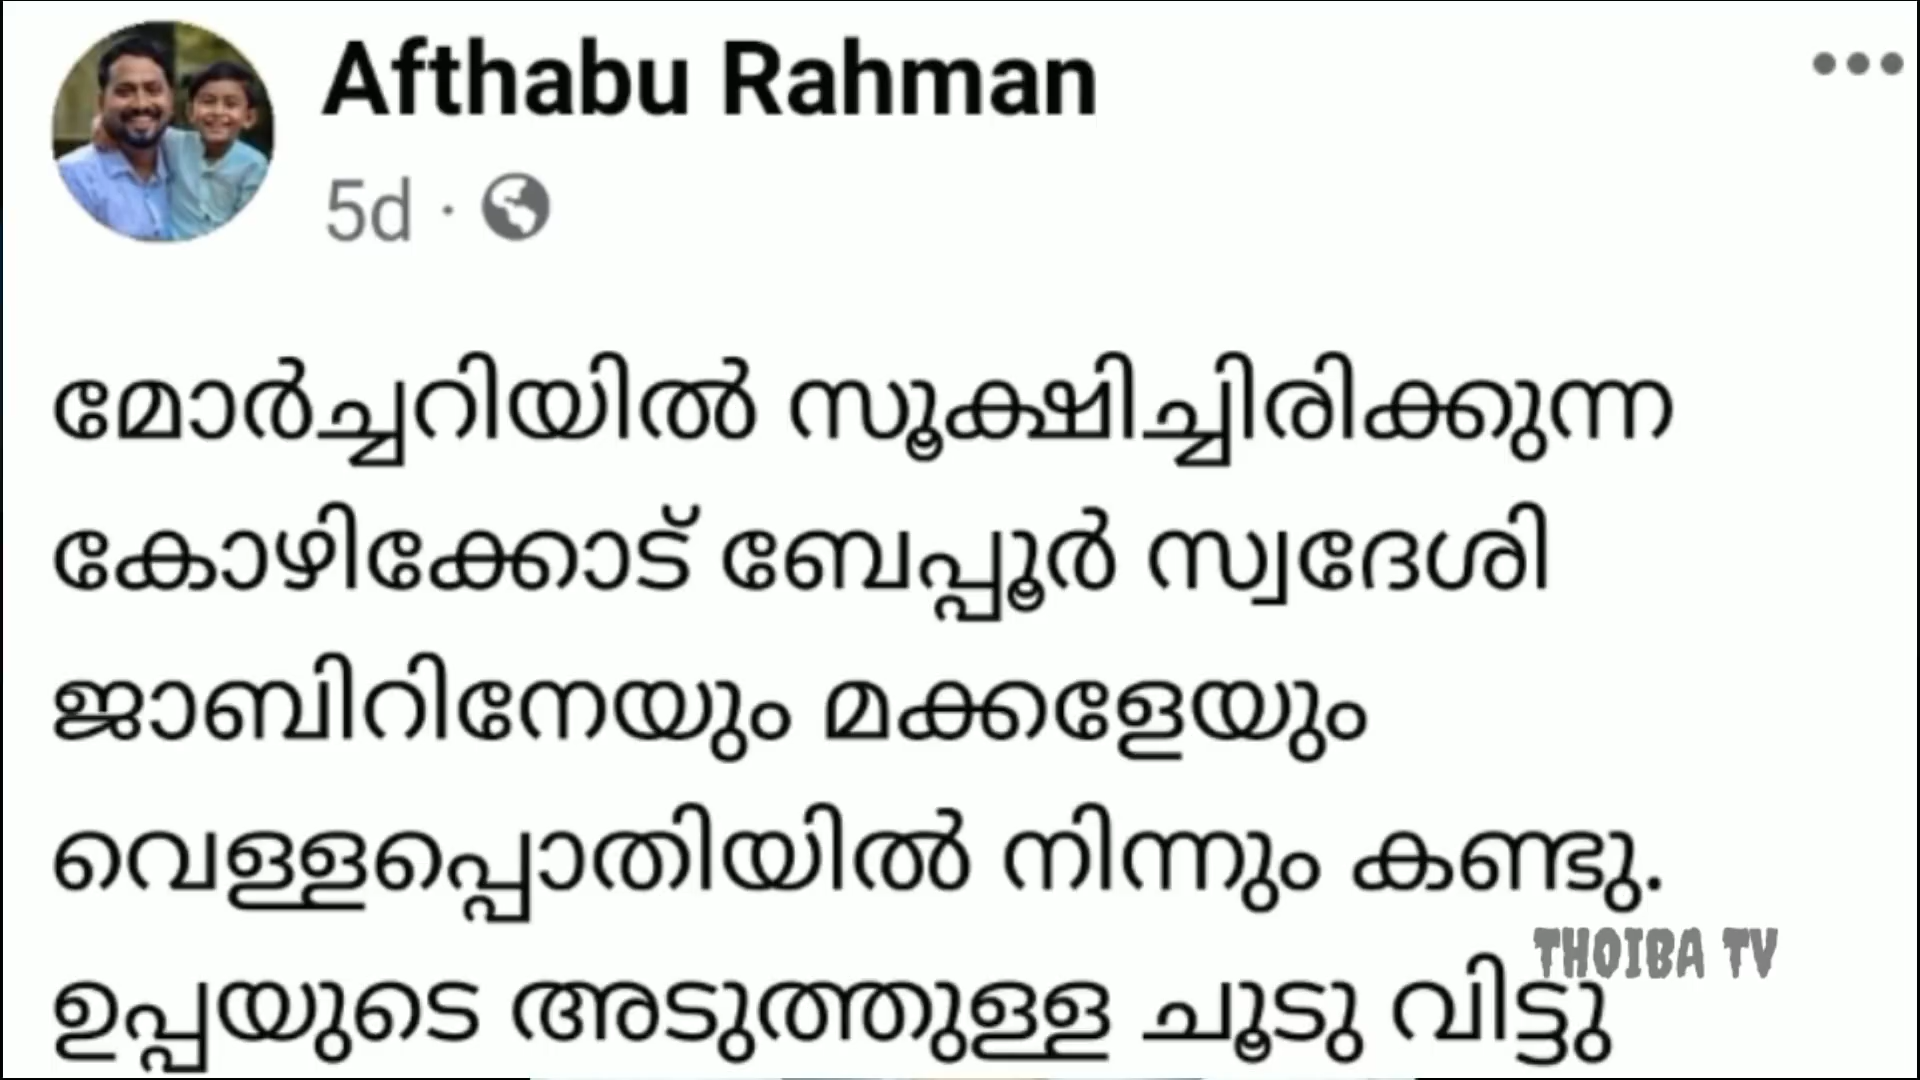 Afthabu Rahman
5d ·
മോർച്ചറിയിൽ സൂക്ഷിച്ചിരിക്കുന്ന
കോഴിക്കോട് ബേപ്പൂർ സ്വദേശി
ജാബിറിനേയും മക്കളേയും
വെള്ളപ്പൊതിയിൽ നിന്നും കണ്ടു.
THOIBA TV
ഉപ്പയുടെ അടുത്തുള്ള ചൂടു വിട്ടു